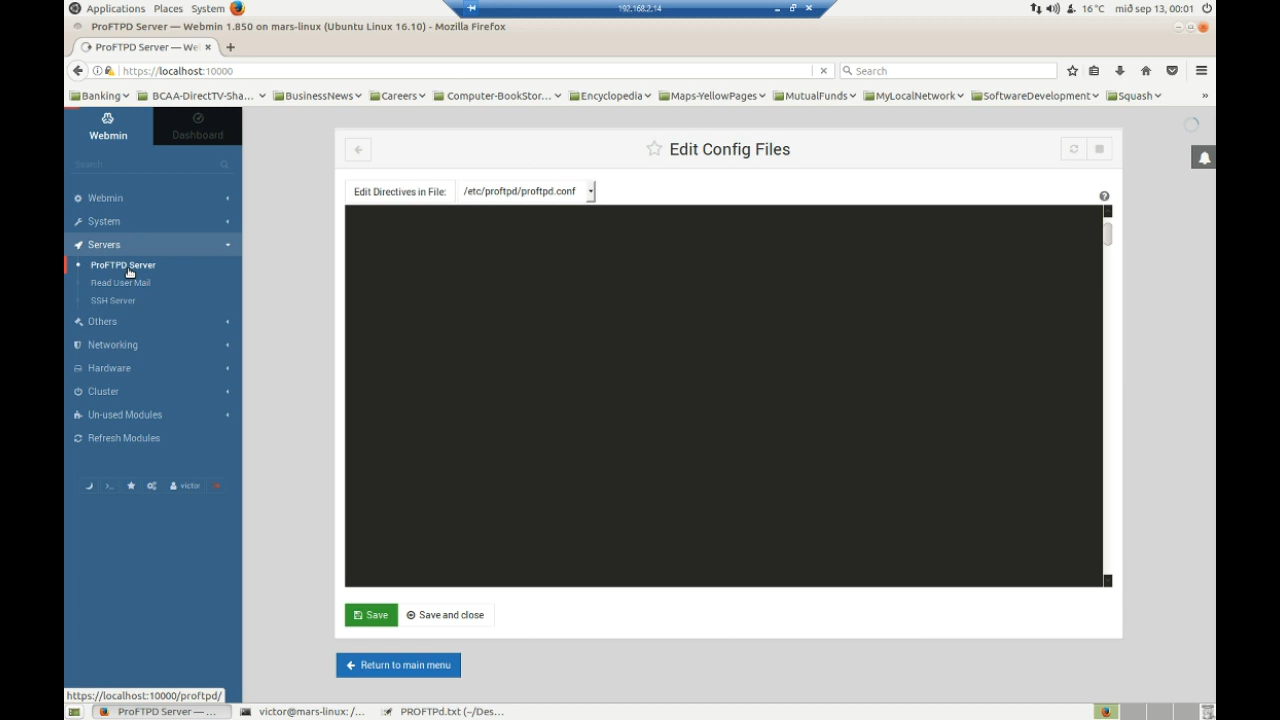 Applications Places System
192.168.2.14
16 °C mið sep 13, 00:01
ProFTPD Server — Webmin 1.850 on mars-linux (Ubuntu Linux 16.10) - Mozilla Firefox
ProFTPD Server — We
https://localhost:10000
Search
Banking
BCAA-DirectTV-Sha...
BusinessNews
Careers
Computer-BookStor...
Encyclopedia
Maps-YellowPages
MutualFunds
MyLocalNetwork
SoftwareDevelopment
Squash
Webmin
Dashboard
Search
Webmin
System
Servers
ProFTPD Server
Read User Mail
SSH Server
Others
Networking
Hardware
Cluster
Un-used Modules
Refresh Modules
victor
Edit Config Files
Edit Directives in File: /etc/proftpd/proftpd.conf
Save
Save and close
Return to main menu
https://localhost:10000/proftpd/
ProFTPD Server — ...
victor@mars-linux: /...
PROFTPd.txt (~/Des...